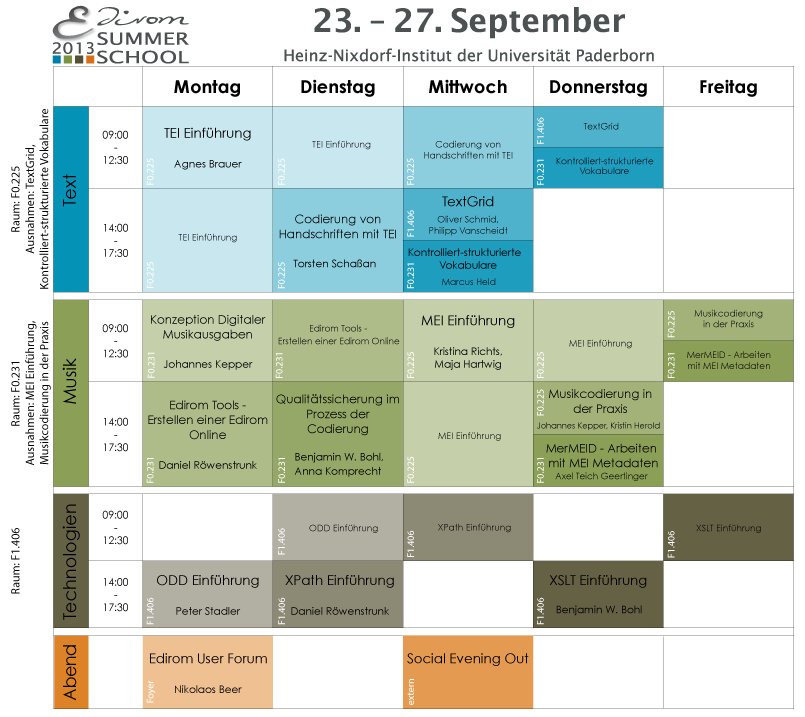 Edirom
2013 SUMMER
SCHOOL
23. – 27. September
Heinz-Nixdorf-Institut der Universität Paderborn
Montag
Dienstag
Mittwoch
Donnerstag
Freitag
Raum: F0.225
Ausnahmen: TextGrid,
Kontrolliert-strukturierte Vokabulare
Text
09:00
-
12:30
TEI Einführung
Agnes Brauer
F0.225
TEI Einführung
F0.225
Codierung von
Handschriften mit TEI
F0.225
TextGrid
F1.406
Kontrolliert-strukturierte
Vokabulare
F0.231
14:00
-
17:30
TEI Einführung
F0.225
Codierung von
Handschriften mit TEI
Torsten Schaßan
F0.225
TextGrid
Oliver Schmid,
Philipp Vanscheidt
F1.406
Kontrolliert-strukturierte
Vokabulare
Marcus Held
F0.231
Raum: F0.231
Ausnahmen: MEI Einführung,
Musikcodierung in der Praxis
Musik
09:00
-
12:30
Konzeption Digitaler
Musikausgaben
Johannes Kepper
F0.231
Edirom Tools -
Erstellen einer Edirom Online
F0.231
MEI Einführung
Kristina Richts,
Maja Hartwig
F0.225
MEI Einführung
F0.225
Musikcodierung
in der Praxis
F0.225
MerMEID - Arbeiten
mit MEI Metadaten
F0.231
14:00
-
17:30
Edirom Tools -
Erstellen einer Edirom
Online
Daniel Röwenstrunk
F0.231
Qualitätssicherung im
Prozess der
Codierung
Benjamin W. Bohl,
Anna Komprecht
F0.231
MEI Einführung
F0.225
Musikcodierung in
der Praxis
Johannes Kepper, Kristin Herold
F0.225
MerMEID - Arbeiten
mit MEI Metadaten
Axel Teich Geertinger
F0.231
Raum: F1.406
Technologien
09:00
-
12:30
ODD Einführung
F1.406
XPath Einführung
F1.406
XSLT Einführung
F1.406
14:00
-
17:30
ODD Einführung
Peter Stadler
F1.406
XPath Einführung
Daniel Röwenstrunk
F1.406
XSLT Einführung
Benjamin W. Bohl
F1.406
Abend
Edirom User Forum
Nikolaos Beer
Foyer
Social Evening Out
extern